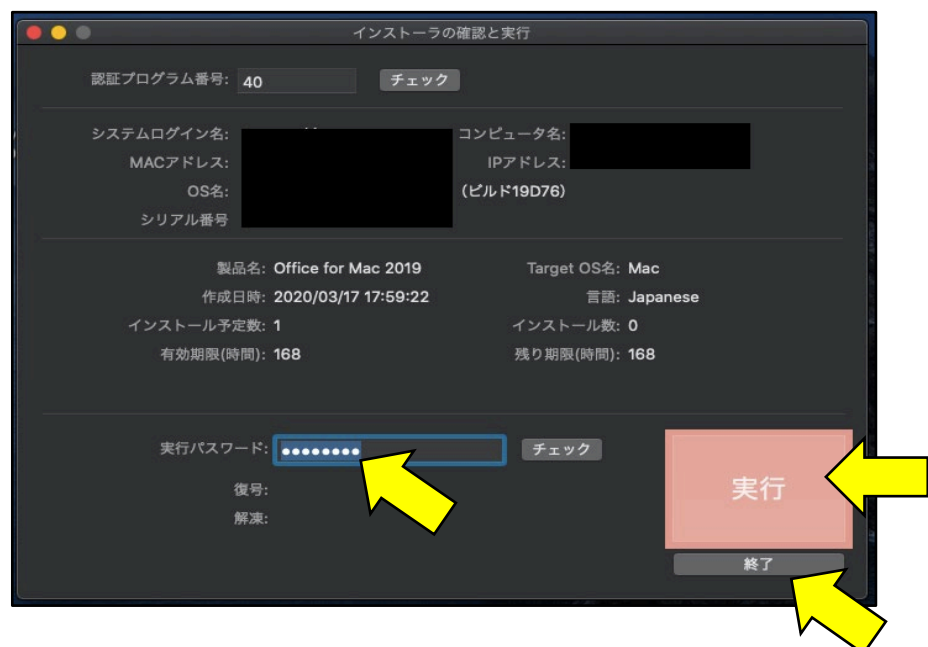 インストーラの確認と実行
認証プログラム番号: 40 チェック
システムログイン名: コンピュータ名:
MACアドレス: IPアドレス:
OS名: (ビルド19D76)
シリアル番号
製品名: Office for Mac 2019 Target OS名: Mac
作成日時: 2020/03/17 17:59:22 言語: Japanese
インストール予定数: 1 インストール数: 0
有効期限(時間): 168 残り期限(時間): 168
実行パスワード: ●●●●●●●● チェック
復号:
解凍:
実行
終了